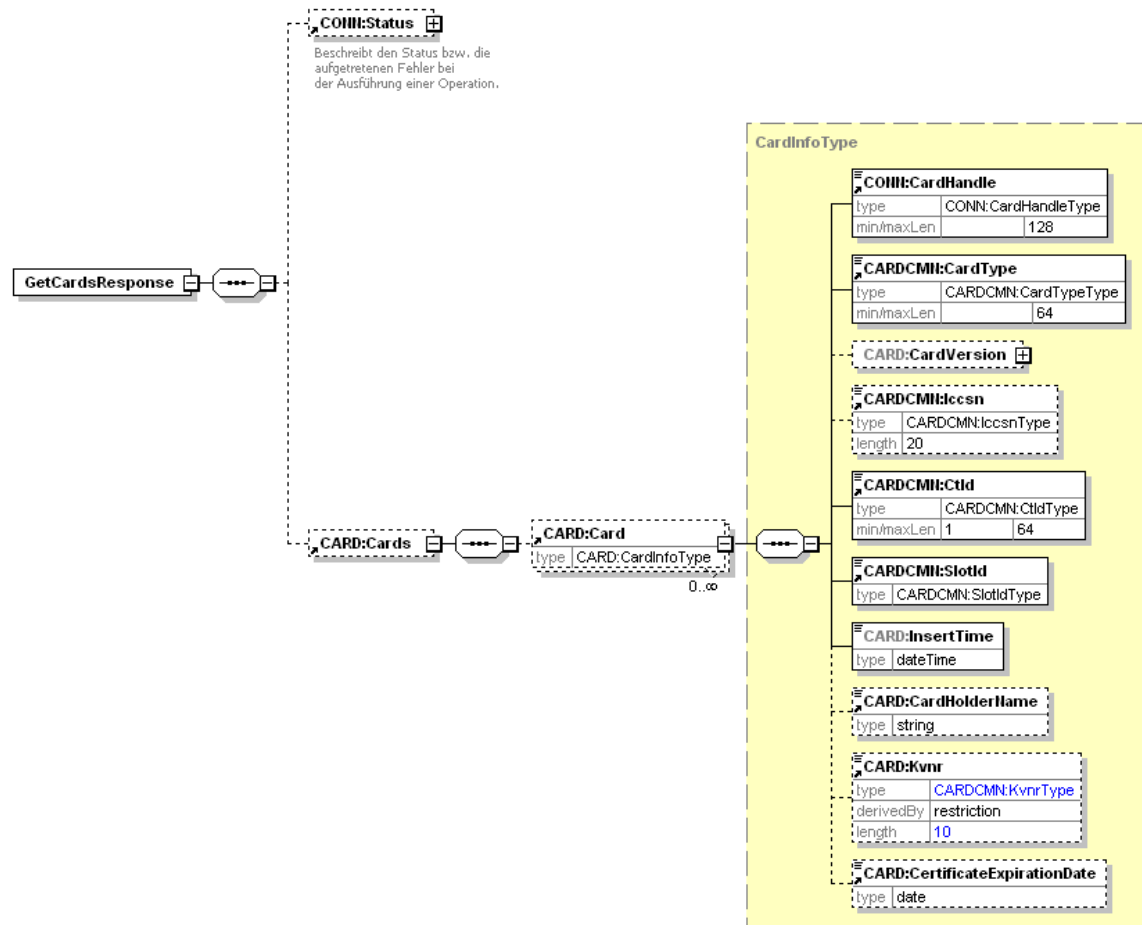 CONN:Status
Beschreibt den Status bzw. die
aufgetretenen Fehler bei
der Ausführung einer Operation.
GetCardsResponse
CARD:Cards
CARD:Card
type CARD:CardInfoType
0..∞
CardInfoType
CONN:CardHandle
type CONN:CardHandleType
min/maxLen 128
CARDCMN:CardType
type CARDCMN:CardTypeType
min/maxLen 64
CARD:CardVersion
CARDCMN:Iccsn
type CARDCMN:IccsnType
length 20
CARDCMN:CtId
type CARDCMN:CtIdType
min/maxLen 1 64
CARDCMN:SlotId
type CARDCMN:SlotIdType
CARD:InsertTime
type dateTime
CARD:CardHolderName
type string
CARD:Kvnr
type CARDCMN:KvnrType
derivedBy restriction
length 10
CARD:CertificateExpirationDate
type date